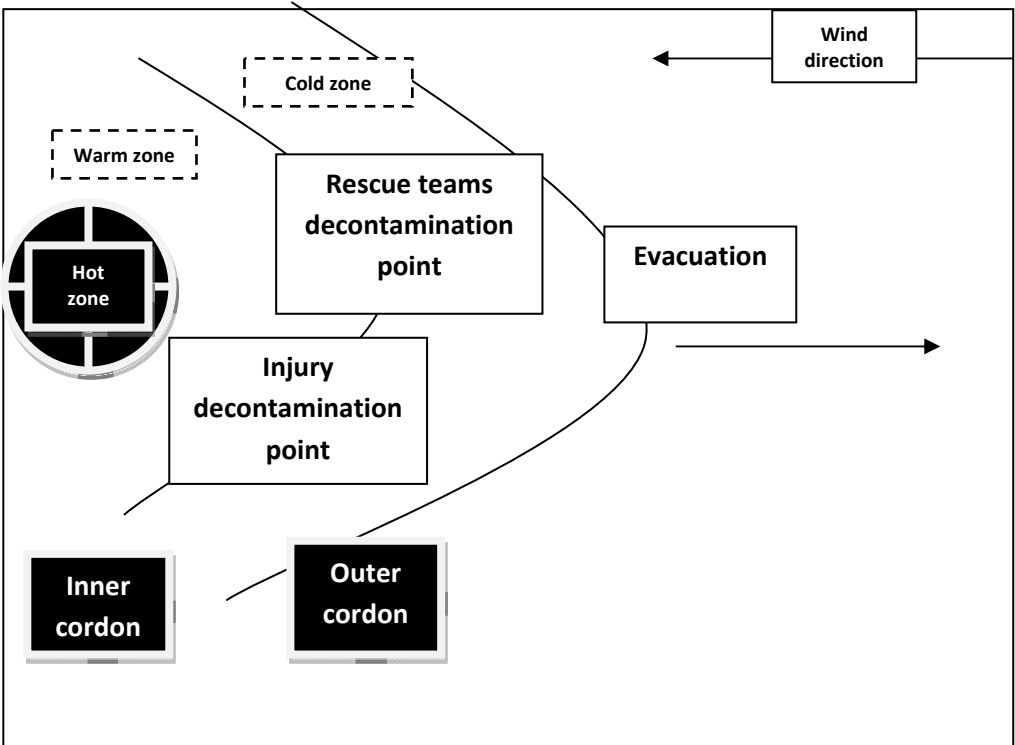 Wind
direction
Cold zone
Warm zone
Rescue teams
decontamination
point
Evacuation
Hot
zone
Injury
decontamination
point
Inner
cordon
Outer
cordon